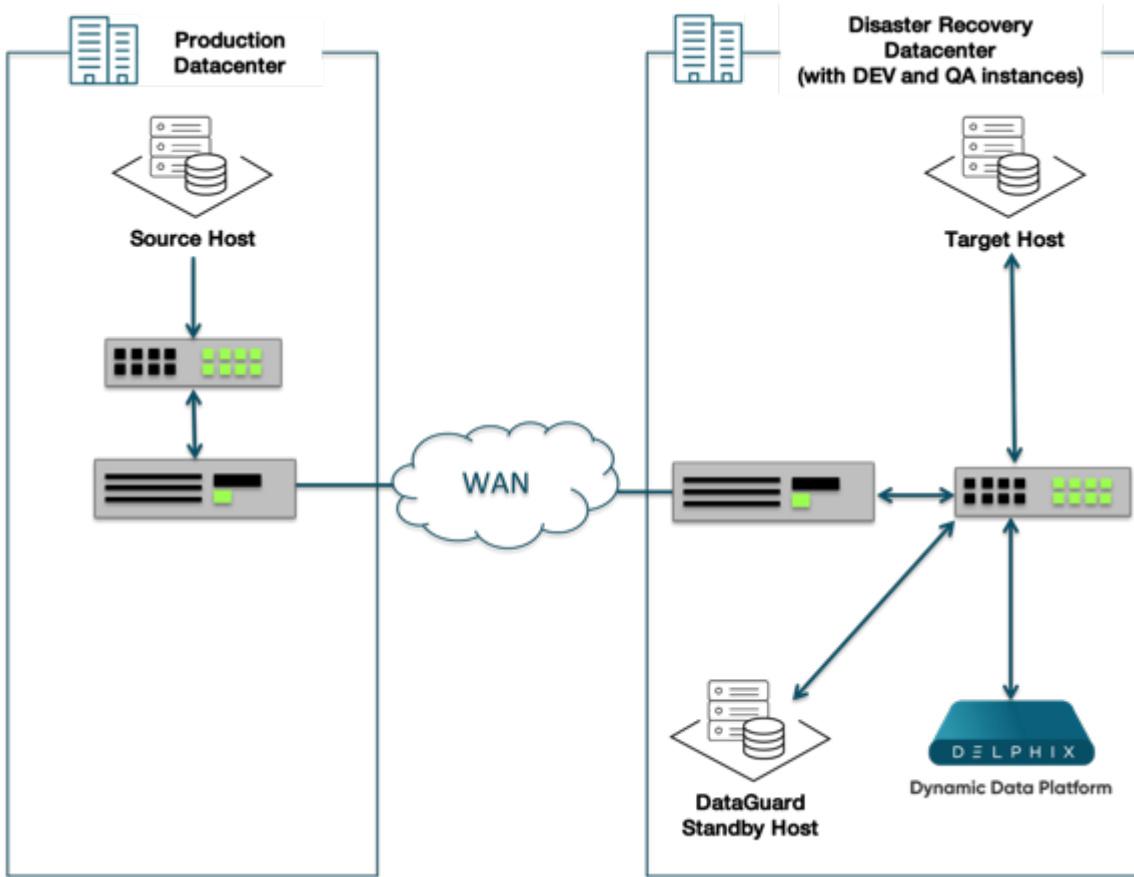 Production
Datacenter
Disaster Recovery
Datacenter
(with DEV and QA instances)
Source Host
Target Host
WAN
DELPHIX
Dynamic Data Platform
DataGuard
Standby Host